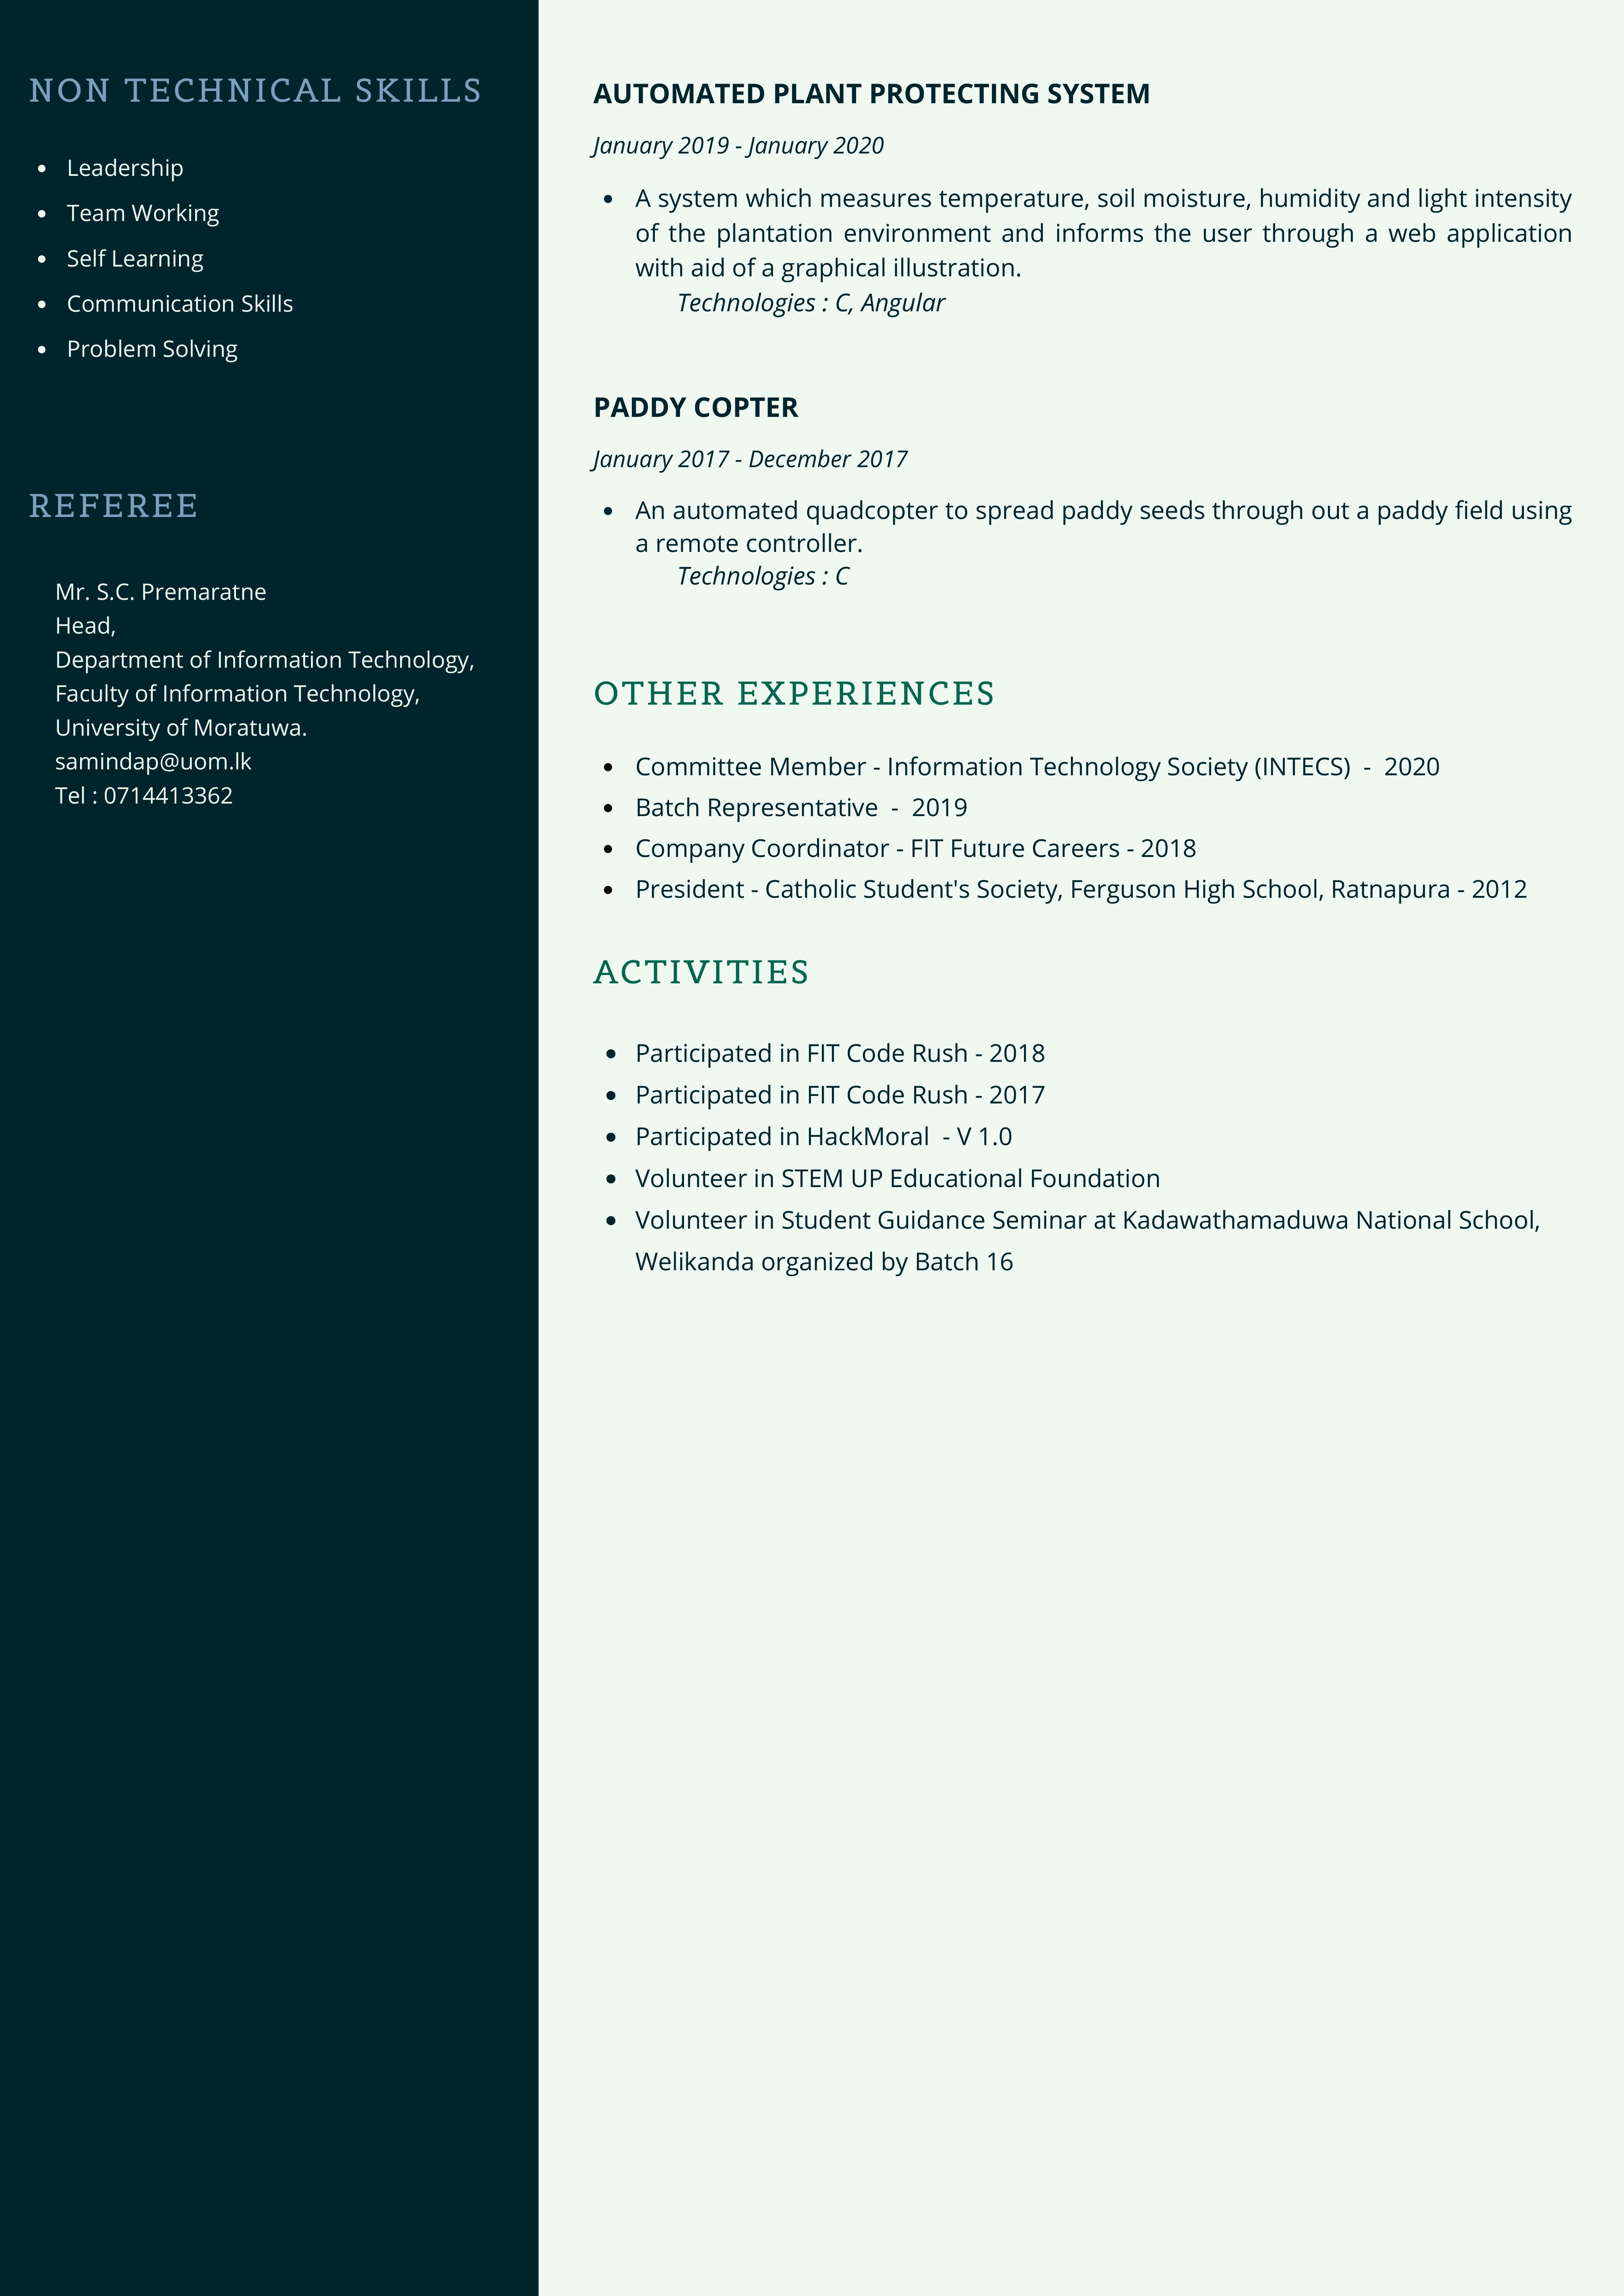 NON TECHNICAL SKILLS
• Leadership
• Team Working
• Self Learning
• Communication Skills
• Problem Solving
REFEREE
Mr. S.C. Premaratne
Head,
Department of Information Technology,
Faculty of Information Technology,
University of Moratuwa.
samindap@uom.lk
Tel : 0714413362
AUTOMATED PLANT PROTECTING SYSTEM
January 2019 - January 2020
• A system which measures temperature, soil moisture, humidity and light intensity
of the plantation environment and informs the user through a web application
with aid of a graphical illustration.
Technologies : C, Angular
PADDY COPTER
January 2017 - December 2017
• An automated quadcopter to spread paddy seeds through out a paddy field using
a remote controller.
Technologies : C
OTHER EXPERIENCES
• Committee Member - Information Technology Society (INTECS)  -  2020
• Batch Representative  -  2019
• Company Coordinator - FIT Future Careers - 2018
• President - Catholic Student's Society, Ferguson High School, Ratnapura - 2012
ACTIVITIES
• Participated in FIT Code Rush - 2018
• Participated in FIT Code Rush - 2017
• Participated in HackMoral  - V 1.0
• Volunteer in STEM UP Educational Foundation
• Volunteer in Student Guidance Seminar at Kadawathamaduwa National School,
Welikanda organized by Batch 16